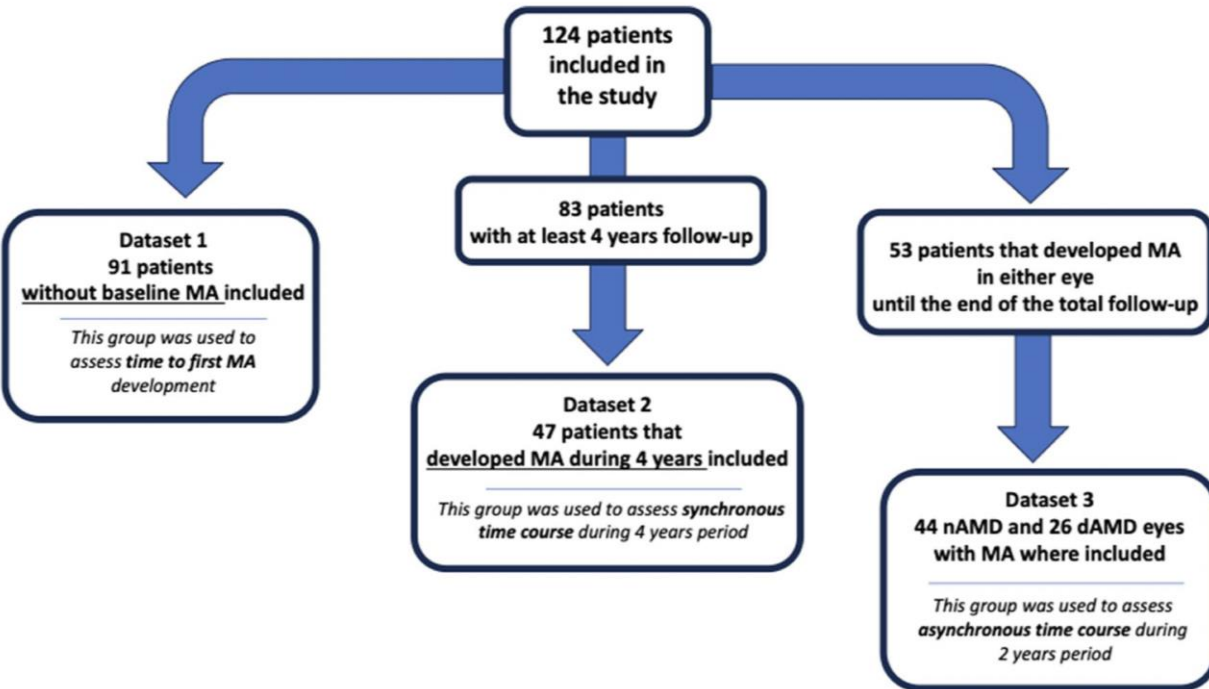 124 patients
included in
the study
Dataset 1
91 patients
without baseline MA included
This group was used to
assess time to first MA
development
83 patients
with at least 4 years follow-up
Dataset 2
47 patients that
developed MA during 4 years included
This group was used to assess synchronous
time course during 4 years period
53 patients that developed MA
in either eye
until the end of the total follow-up
Dataset 3
44 nAMD and 26 dAMD eyes
with MA where included
This group was used to assess
asynchronous time course during
2 years period